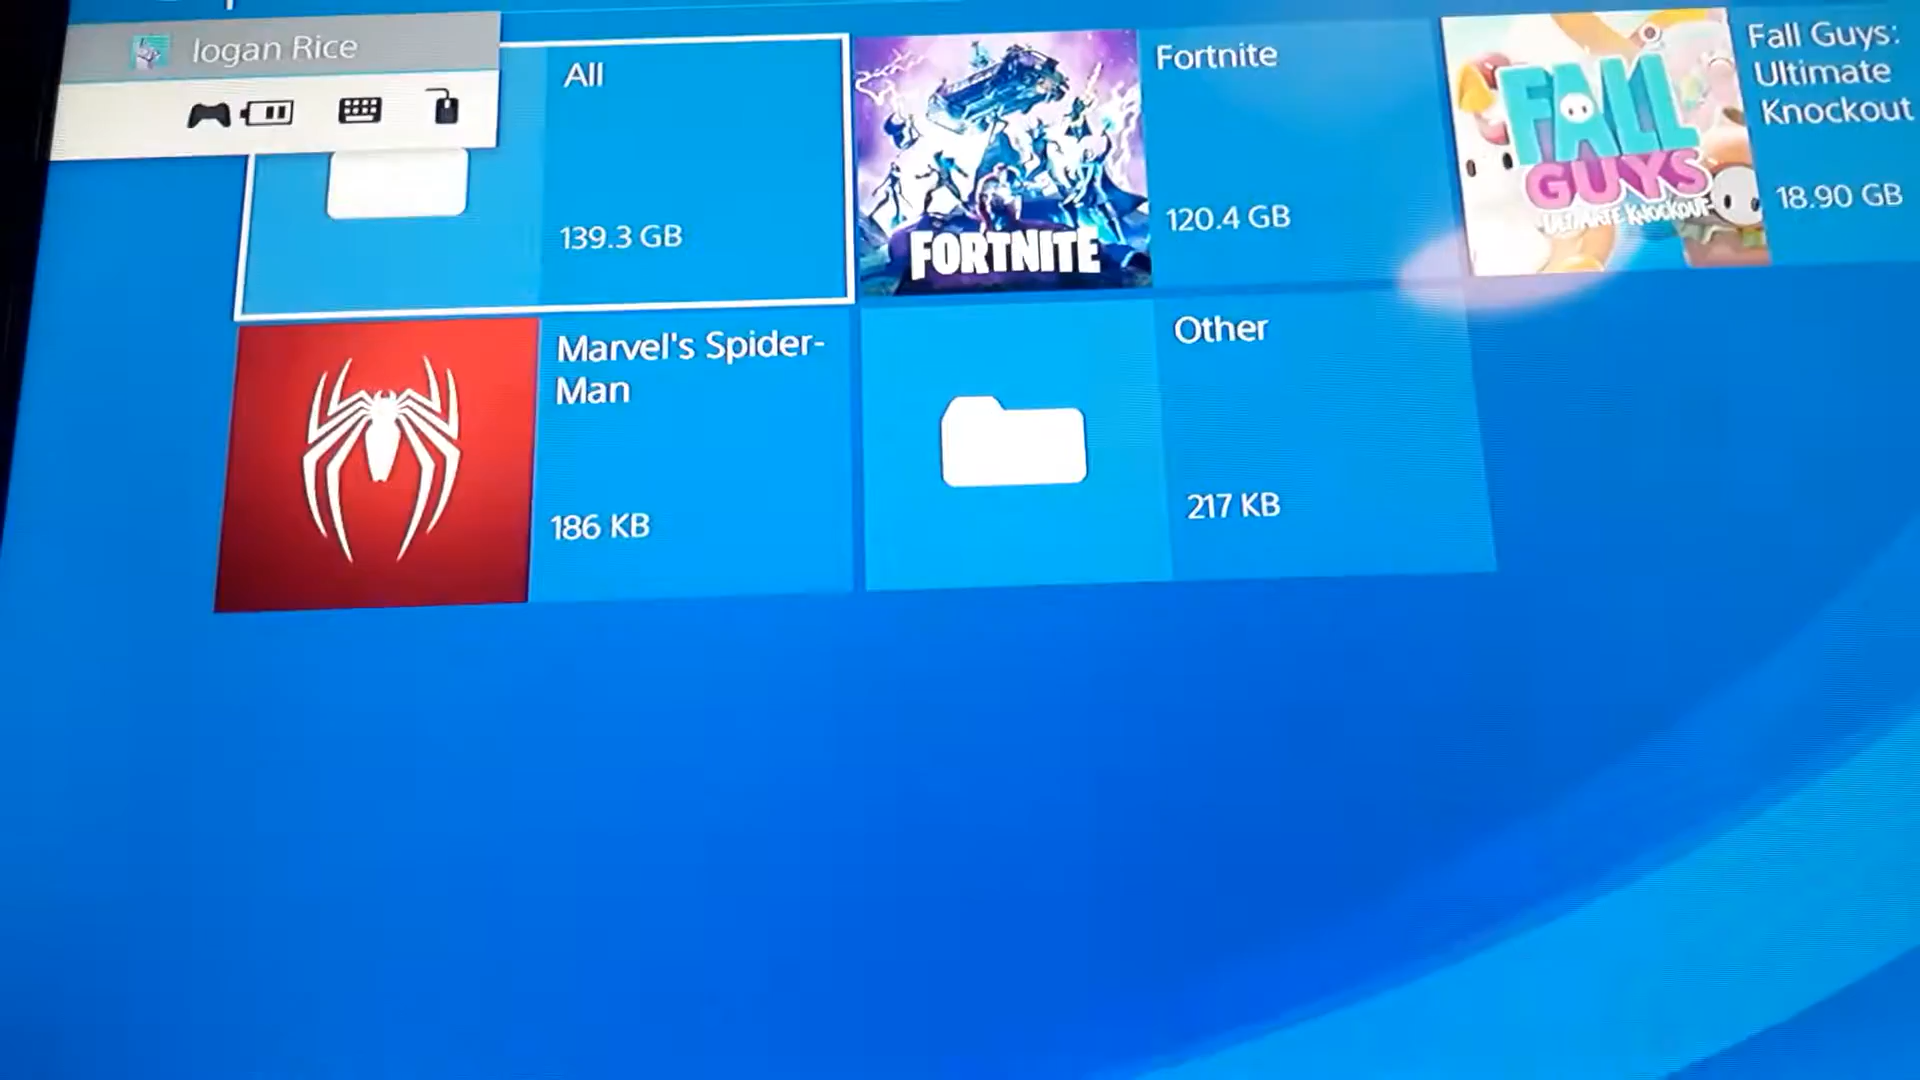 logan Rice
All
139.3 GB
FORTNITE
Fortnite
120.4 GB
FALL
GUYS
ULTIMATE KNOCKOUT
Fall Guys:
Ultimate
Knockout
18.90 GB
Marvel's Spider-
Man
186 KB
Other
217 KB